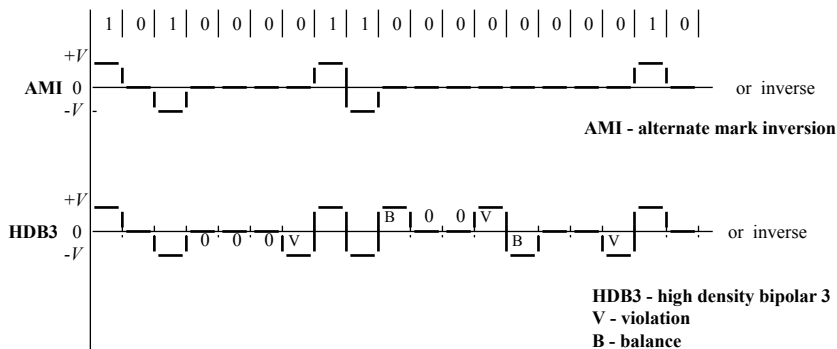 1 0 1 0 0 0 0 1 1 0 0 0 0 0 0 0 0 1 0
+V
AMI 0 or inverse
-V -
AMI - alternate mark inversion
+V
B 0 0 V
HDB3 0 or inverse
0 0 0 V B V
-V
HDB3 - high density bipolar 3
V - violation
B - balance